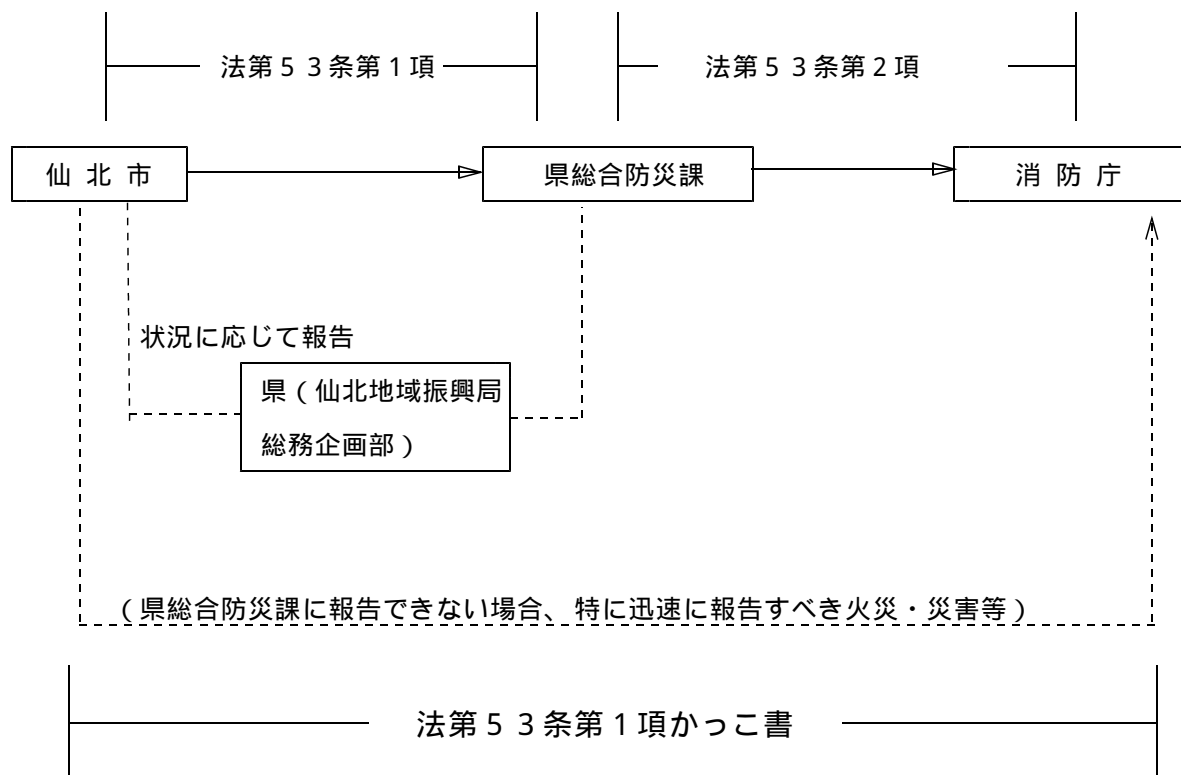 法第５３条第１項
法第５３条第２項
仙 北 市
県総合防災課
消 防 庁
状況に応じて報告
県（仙北地域振興局
総務企画部）
（県総合防災課に報告できない場合、特に迅速に報告すべき火災・災害等）
法第５３条第１項かっこ書